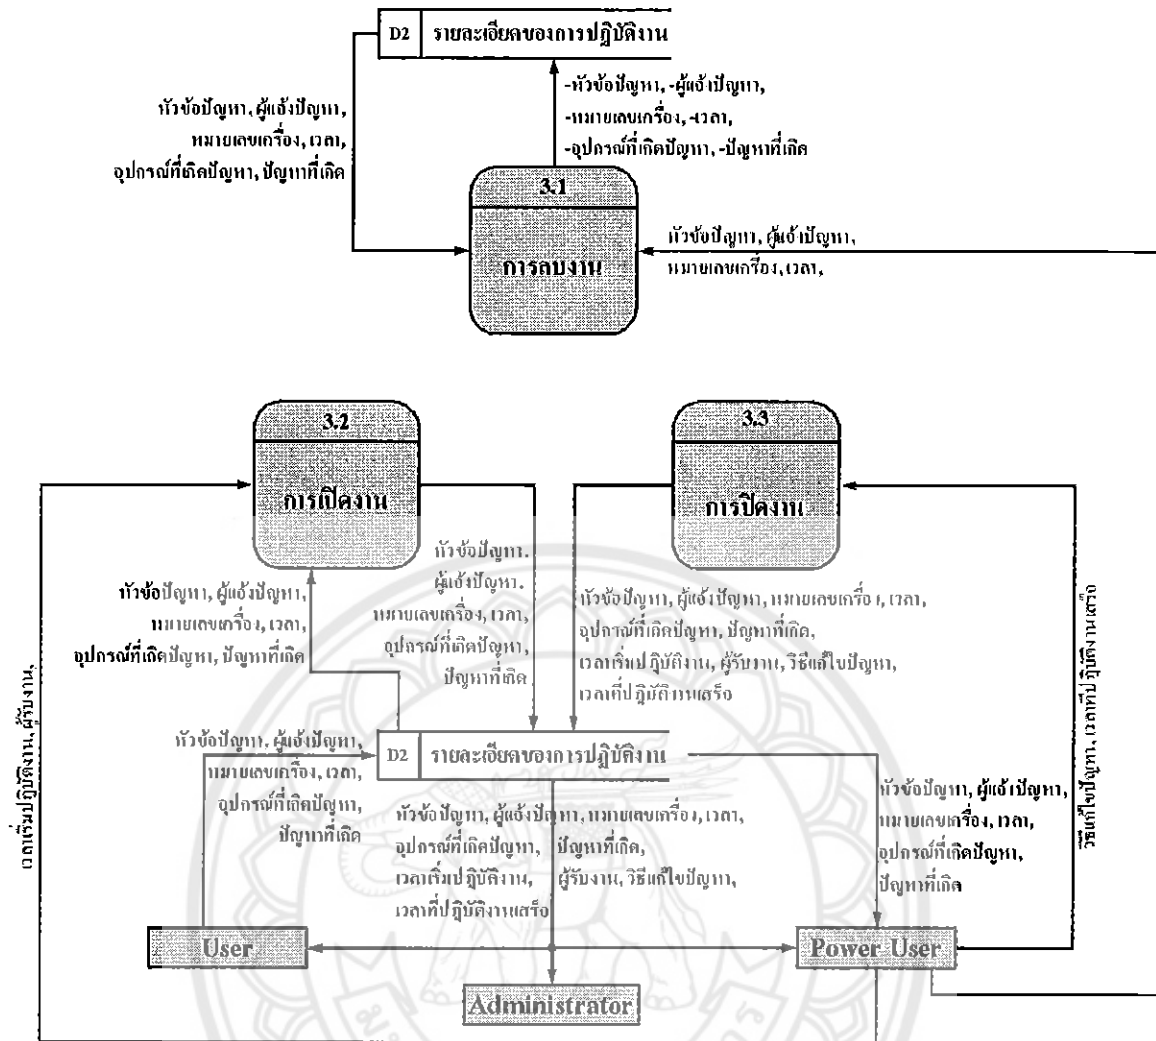 D2 รายละเอียดของการปฏิบัติงาน
-หัวข้อปัญหา, -ผู้แจ้งปัญหา,
-หมายเลขเครื่อง, -เวลา,
-อุปกรณ์ที่เกิดปัญหา, -ปัญหาที่เกิด
หัวข้อปัญหา, ผู้แจ้งปัญหา,
หมายเลขเครื่อง, เวลา,
อุปกรณ์ที่เกิดปัญหา, ปัญหาที่เกิด
3.1
การลบงาน
หัวข้อปัญหา, ผู้แจ้งปัญหา,
หมายเลขเครื่อง, เวลา,
3.2
การเปิดงาน
3.3
การปิดงาน
หัวข้อปัญหา, ผู้แจ้งปัญหา,
หมายเลขเครื่อง, เวลา,
อุปกรณ์ที่เกิดปัญหา, ปัญหาที่เกิด
หัวข้อปัญหา.
ผู้แจ้งปัญหา.
หมายเลขเครื่อง, เวลา,
อุปกรณ์ที่เกิดปัญหา,
ปัญหาที่เกิด
หัวข้อปัญหา, ผู้แจ้งปัญหา, หมายเลขเครื่อง, เวลา,
อุปกรณ์ที่เกิดปัญหา, ปัญหาที่เกิด,
เวลาเริ่มปฏิบัติงาน, ผู้รับงาน, วิธีแก้ไขปัญหา,
เวลาที่ปฏิบัติงานเสร็จ
เวลาเริ่มปฏิบัติงาน, ผู้รับงาน,
วิธีแก้ไขปัญหา, เวลาที่ปฏิบัติงานเสร็จ
หัวข้อปัญหา, ผู้แจ้งปัญหา,
หมายเลขเครื่อง, เวลา,
อุปกรณ์ที่เกิดปัญหา,
ปัญหาที่เกิด
D2 รายละเอียดของการปฏิบัติงาน
หัวข้อปัญหา, ผู้แจ้งปัญหา, หมายเลขเครื่อง, เวลา,
อุปกรณ์ที่เกิดปัญหา, ปัญหาที่เกิด,
เวลาเริ่มปฏิบัติงาน, ผู้รับงาน, วิธีแก้ไขปัญหา,
เวลาที่ปฏิบัติงานเสร็จ
หัวข้อปัญหา, ผู้แจ้งปัญหา,
หมายเลขเครื่อง, เวลา,
อุปกรณ์ที่เกิดปัญหา,
ปัญหาที่เกิด
User
Power User
Administrator